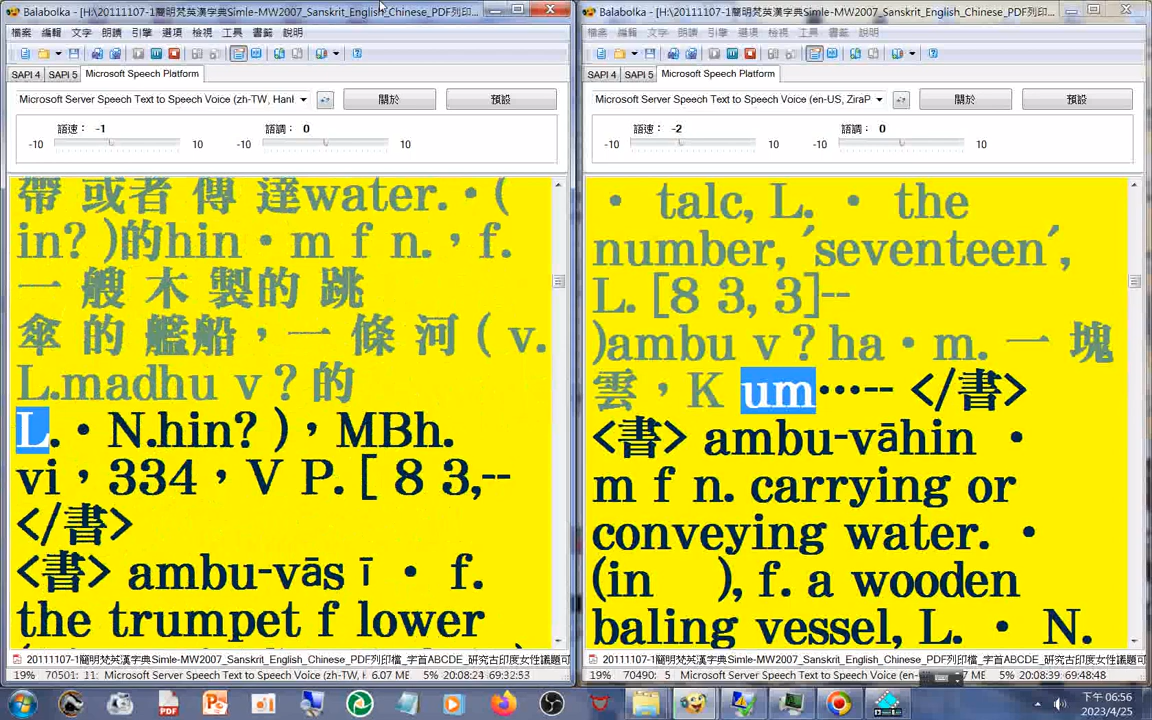 Balabolka - [H:\20111107-1簡明梵英漢字典Simle-MW2007_Sanskrit_English_Chinese_PDF列印...
檔案 編輯 文字 朗讀 引擎 選項 檢視 工具 書籤 說明
SAPI 4 SAPI 5 Microsoft Speech Platform
Microsoft Server Speech Text to Speech Voice (zh-TW, Hanl
關於 預設
語速： -1 語調： 0
-10 10 -10 10
帶 或者 傳 達water.・(
in? )的hin・m f n.，f.
一 艘 木 製的 跳
傘 的 艦船，一 條 河 ( v.
L.madhu v ? 的
L.・N.hin? )，MBh.
vi，334，V P. [ 8 3,--
</書>
<書> ambu-vās ī ・ f.
the trumpet f lower
20111107-1簡明梵英漢字典Simle-MW2007_Sanskrit_English_Chinese_PDF列印檔_字首ABCDE_研究古印度女性議題可
19% 70501: 11: Microsoft Server Speech Text to Speech Voice (zh-TW, H 6.07 MB 5% 20:08:24 69:32:53
Balabolka - [H:\20111107-1簡明梵英漢字典Simle-MW2007_Sanskrit_English_Chinese_PDF列印...
檔案 編輯 文字 朗讀 引擎 選項 檢視 工具 書籤 說明
SAPI 4 SAPI 5 Microsoft Speech Platform
Microsoft Server Speech Text to Speech Voice (en-US, ZiraP
關於 預設
語速： -2 語調： 0
-10 10 -10 10
・ talc, L. ・ the
number, ´seventeen´,
L. [8 3, 3]--
)ambu v ? ha・m. 一 塊
雲，K um…-- </書>
<書> ambu-vāhin ・
m f n. carrying or
conveying water. ・
(in ), f. a wooden
baling vessel, L. ・ N.
20111107-1簡明梵英漢字典Simle-MW2007_Sanskrit_English_Chinese_PDF列印檔_字首ABCDE_研究古印度女性議題可
19% 70490: 5 Microsoft Server Speech Text to Speech Voice (en-US, 5% 20:08:39 69:48:48
下午 06:56
2023/4/25